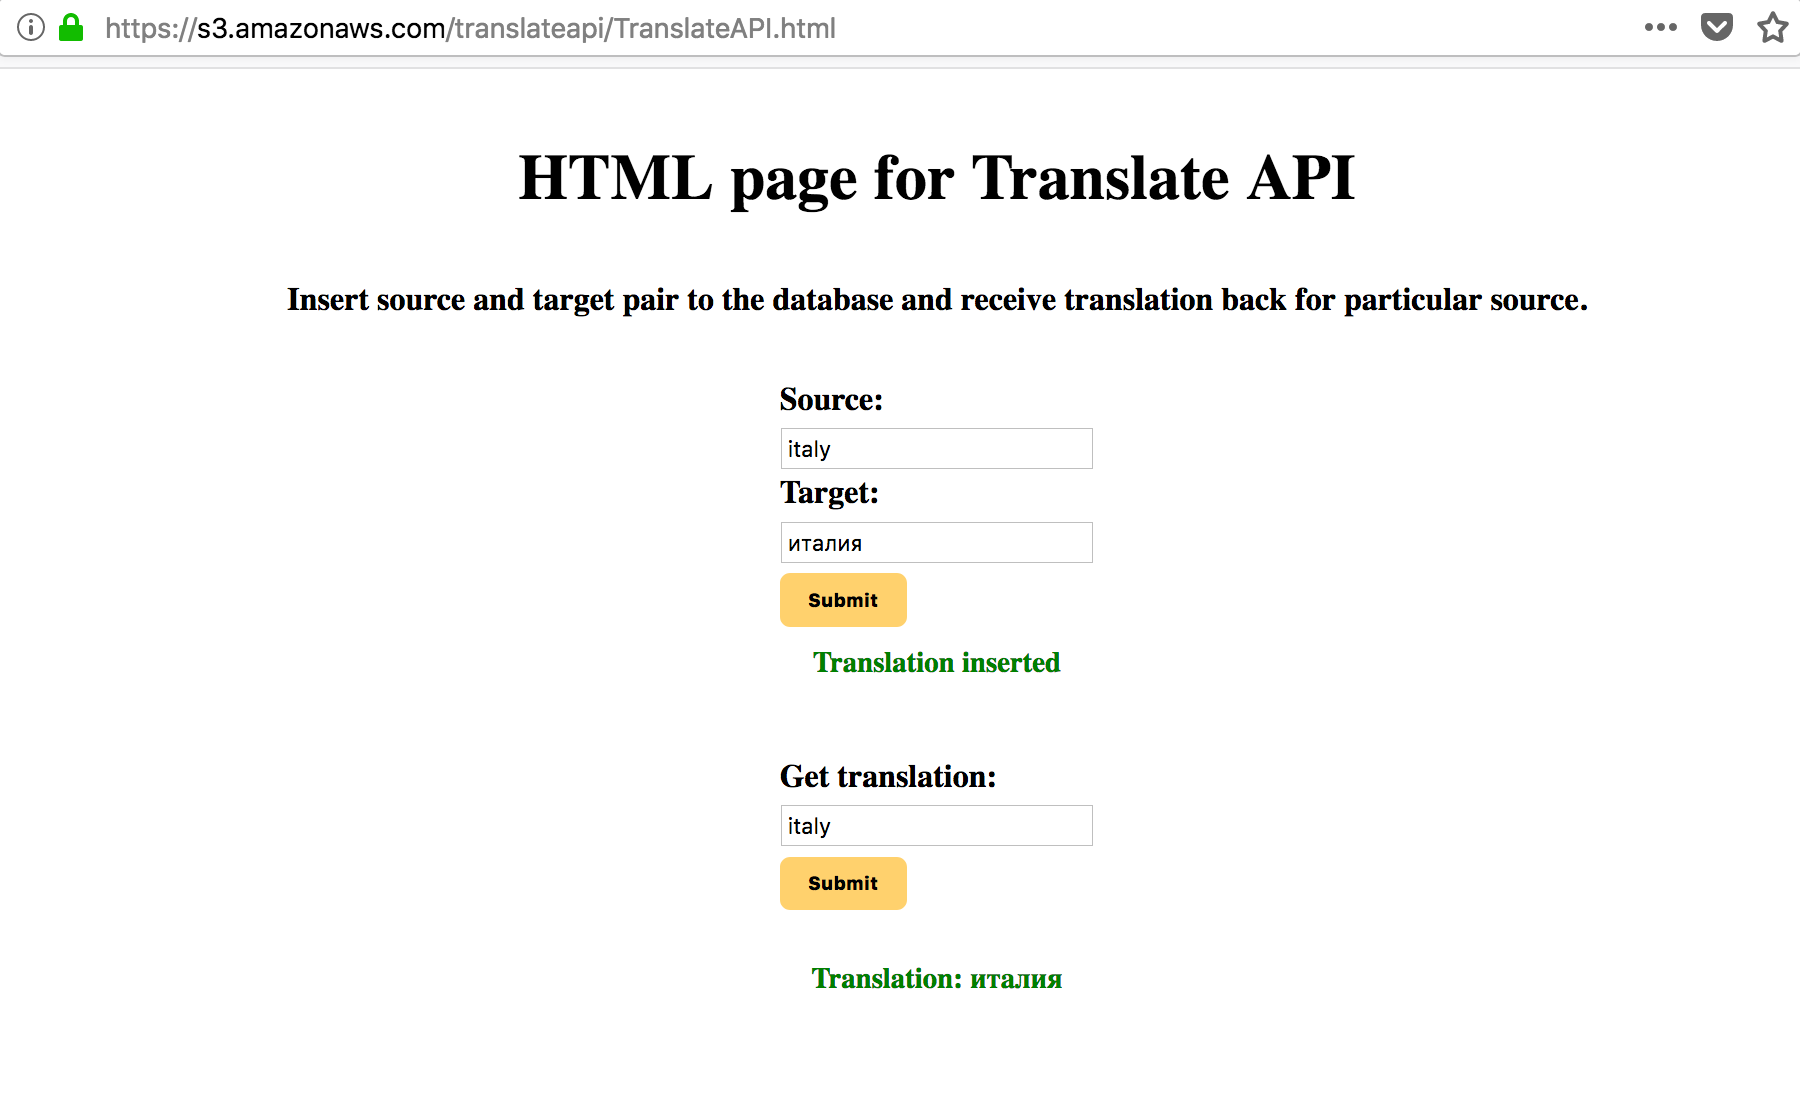 https://s3.amazonaws.com/translateapi/TranslateAPI.html
HTML page for Translate API
Insert source and target pair to the database and receive translation back for particular source.
Source:
italy
Target:
италия
Submit
Translation inserted
Get translation:
italy
Submit
Translation: италия